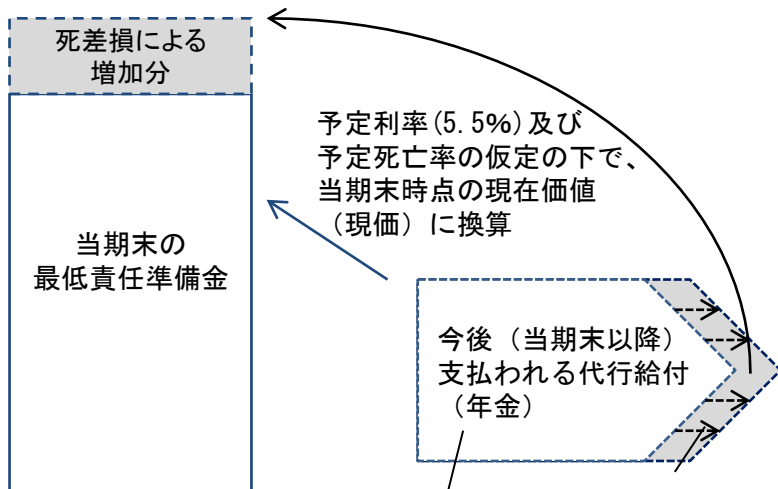 死差損による
増加分
予定利率(5.5%)及び
予定死亡率の仮定の下で、
当期末時点の現在価値
（現価）に換算
当期末の
最低責任準備金
今後（当期末以降）
支払われる代行給付
（年金）